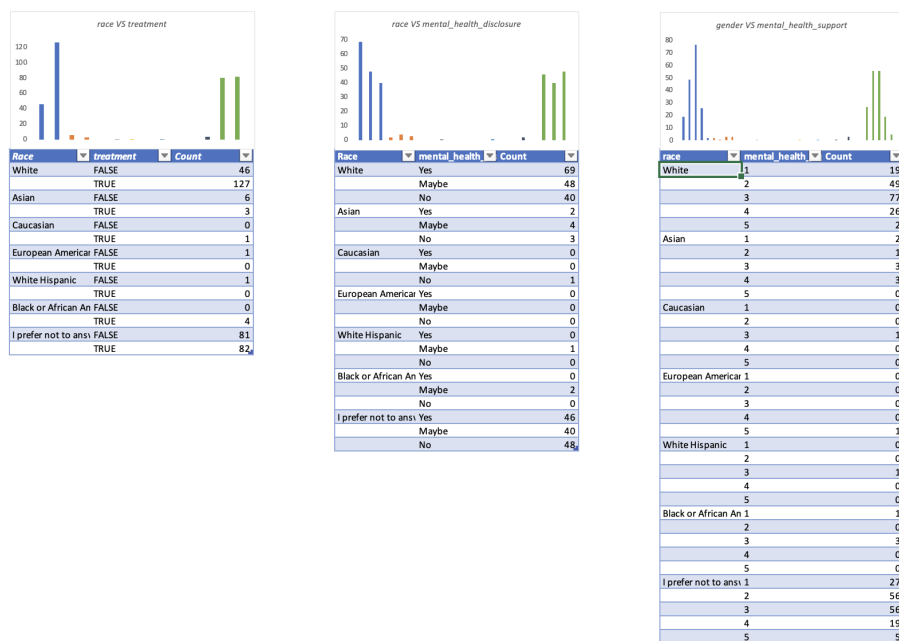 race VS treatment
120
100
80
60
40
20
0
Race treatment Count
White FALSE 46
TRUE 127
Asian FALSE 6
TRUE 3
Caucasian FALSE 0
TRUE 1
European American FALSE 1
TRUE 0
White Hispanic FALSE 1
TRUE 0
Black or African An FALSE 0
TRUE 4
I prefer not to answ FALSE 81
TRUE 82
race VS mental_health_disclosure
70
60
50
40
30
20
10
0
Race mental_health_ Count
White Yes 69
Maybe 48
No 40
Asian Yes 2
Maybe 4
No 3
Caucasian Yes 0
Maybe 0
No 1
European American Yes 0
Maybe 0
No 0
White Hispanic Yes 0
Maybe 1
No 0
Black or African An Yes 0
Maybe 2
No 0
I prefer not to answ Yes 46
Maybe 40
No 48
gender VS mental_health_support
80
70
60
50
40
30
20
10
0
race mental_health_ Count
White 1 19
2 49
3 77
4 26
5 2
Asian 1 2
2 1
3 3
4 3
5 0
Caucasian 1 0
2 0
3 1
4 0
5 0
European American 1 0
2 0
3 0
4 0
5 1
White Hispanic 1 0
2 0
3 1
4 0
5 0
Black or African An 1 1
2 0
3 3
4 0
5 0
I prefer not to answ 1 27
2 56
3 56
4 19
5 5